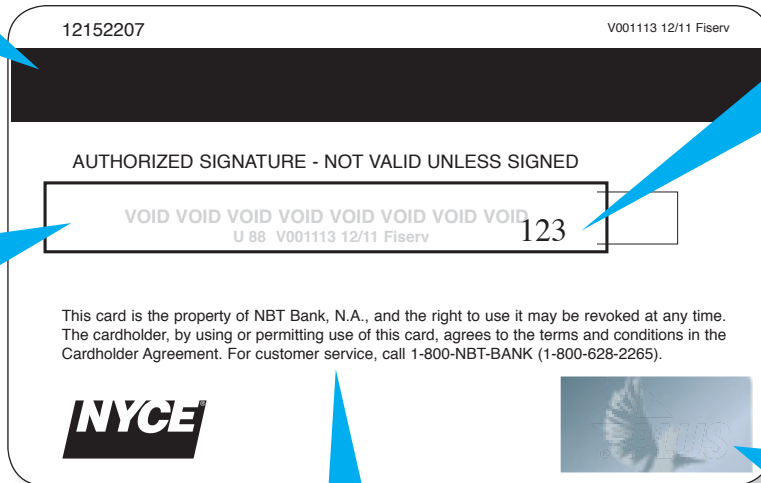 12152207
V001113 12/11 Fiserv
AUTHORIZED SIGNATURE - NOT VALID UNLESS SIGNED
VOID VOID VOID VOID VOID VOID VOID VOID
U 88 V001113 12/11 Fiserv
123
This card is the property of NBT Bank, N.A., and the right to use it may be revoked at any time.
The cardholder, by using or permitting use of this card, agrees to the terms and conditions in the
Cardholder Agreement. For customer service, call 1-800-NBT-BANK (1-800-628-2265).
NYCE®